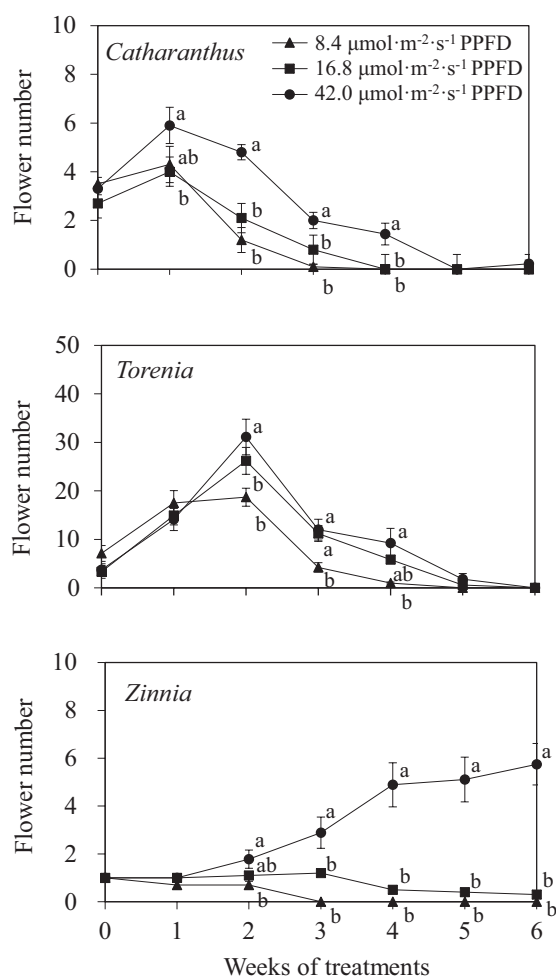 10
Catharanthus
8.4 μmol·m-2·s-1 PPFD
16.8 μmol·m-2·s-1 PPFD
42.0 μmol·m-2·s-1 PPFD
8
6
4
2
0
Flower number
a
ab
b
a
b
b
a
b
b
a
b
b
50
Torenia
40
30
20
10
0
Flower number
a
b
b
a
a
b
a
ab
b
10
Zinnia
8
6
4
2
0
Flower number
a
ab
b
a
b
b
a
b
b
a
b
b
a
b
b
0 1 2 3 4 5 6
Weeks of treatments